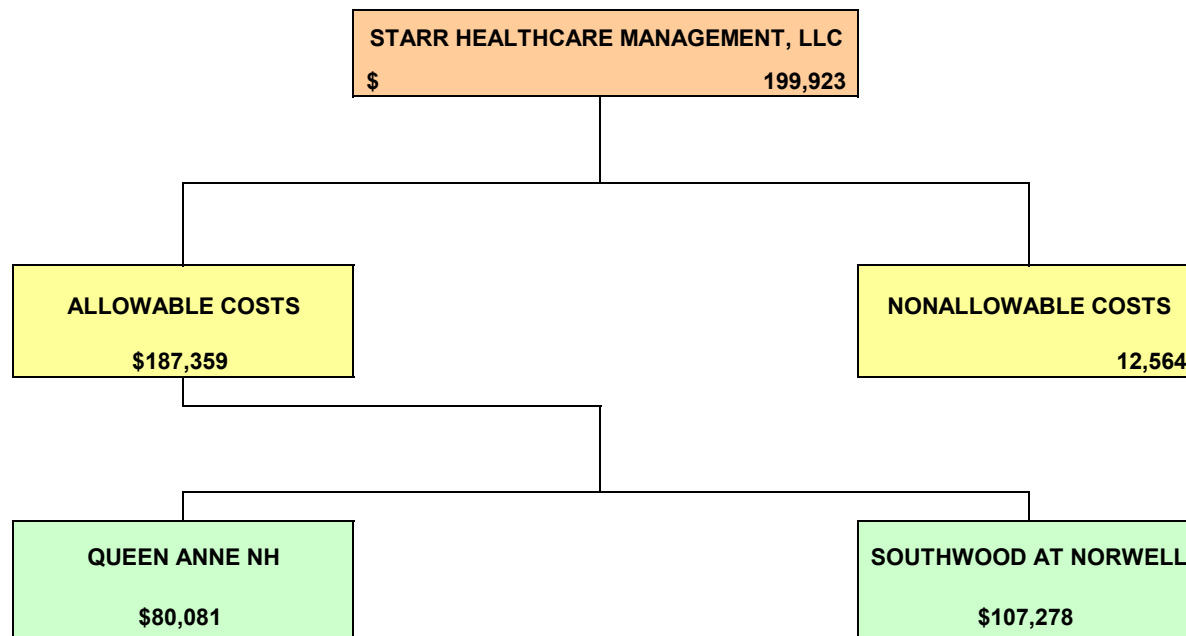 STARR HEALTHCARE MANAGEMENT, LLC
$ 199,923
ALLOWABLE COSTS
$187,359
NONALLOWABLE COSTS
12,564
QUEEN ANNE NH
$80,081
SOUTHWOOD AT NORWELL
$107,278